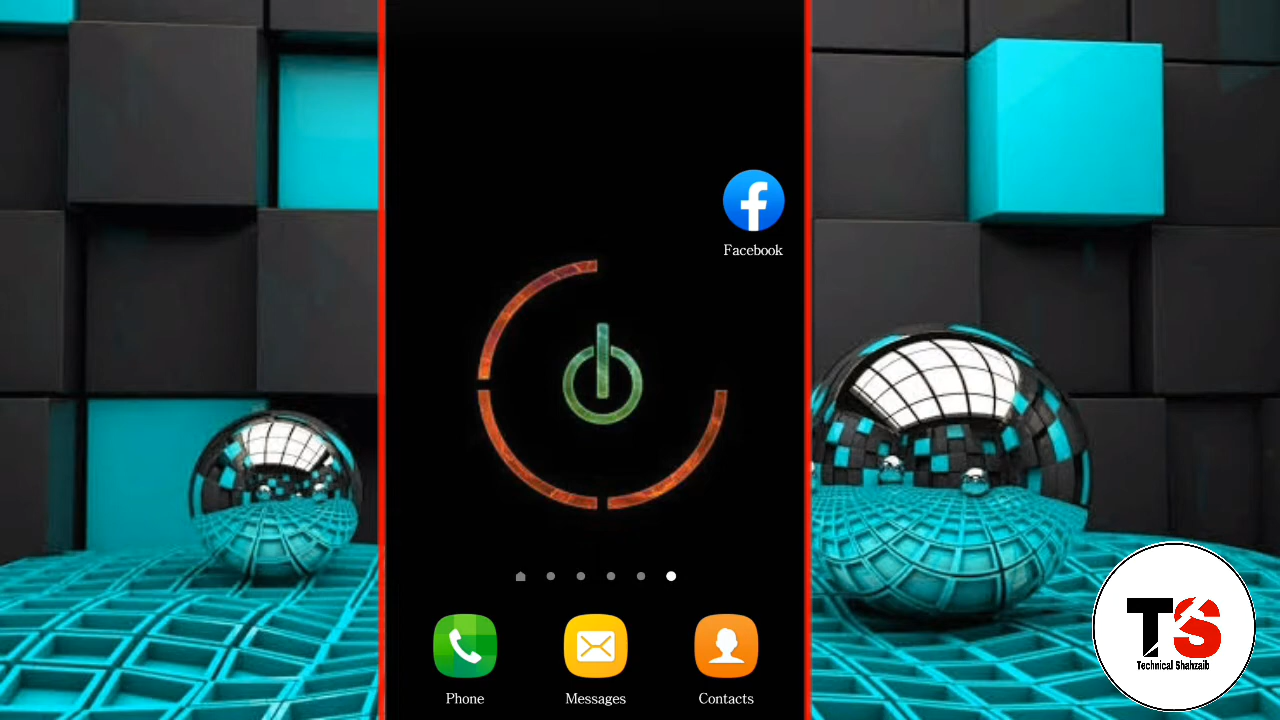 Facebook
Phone
Messages
Contacts
TS
Technical Shahzaib